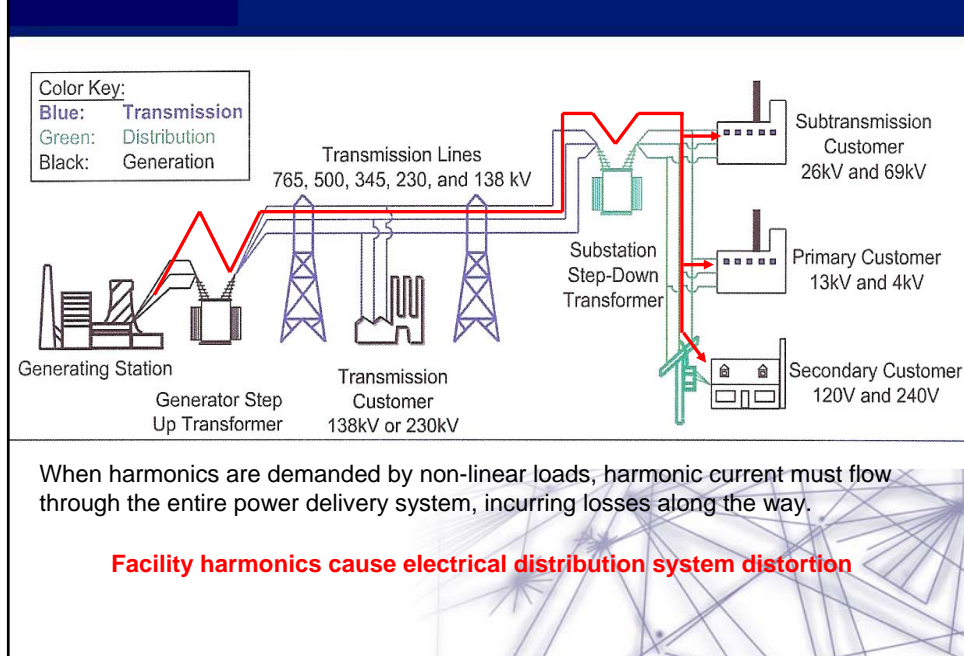 Color Key:
Blue: Transmission
Green: Distribution
Black: Generation
Transmission Lines
765, 500, 345, 230, and 138 kV
Subtransmission
Customer
26kV and 69kV
Substation
Step-Down
Transformer
Primary Customer
13kV and 4kV
Generating Station
Generator Step
Up Transformer
Transmission
Customer
138kV or 230kV
Secondary Customer
120V and 240V
When harmonics are demanded by non-linear loads, harmonic current must flow
through the entire power delivery system, incurring losses along the way.
Facility harmonics cause electrical distribution system distortion